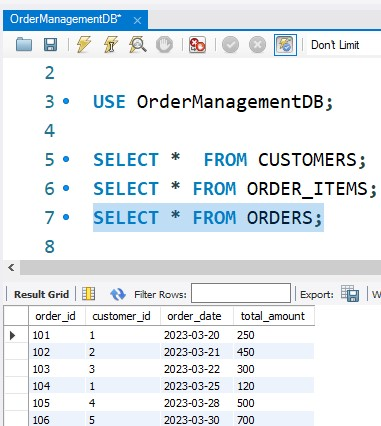 OrderManagementDB* ×
Don't Limit
2
3 USE OrderManagementDB;
4
5 SELECT *  FROM CUSTOMERS;
6 SELECT * FROM ORDER_ITEMS;
7 SELECT * FROM ORDERS;
8
Result Grid Filter Rows: Export: W
order_id customer_id order_date total_amount
101 1 2023-03-20 250
102 2 2023-03-21 450
103 3 2023-03-22 300
104 1 2023-03-25 120
105 4 2023-03-28 500
106 5 2023-03-30 700